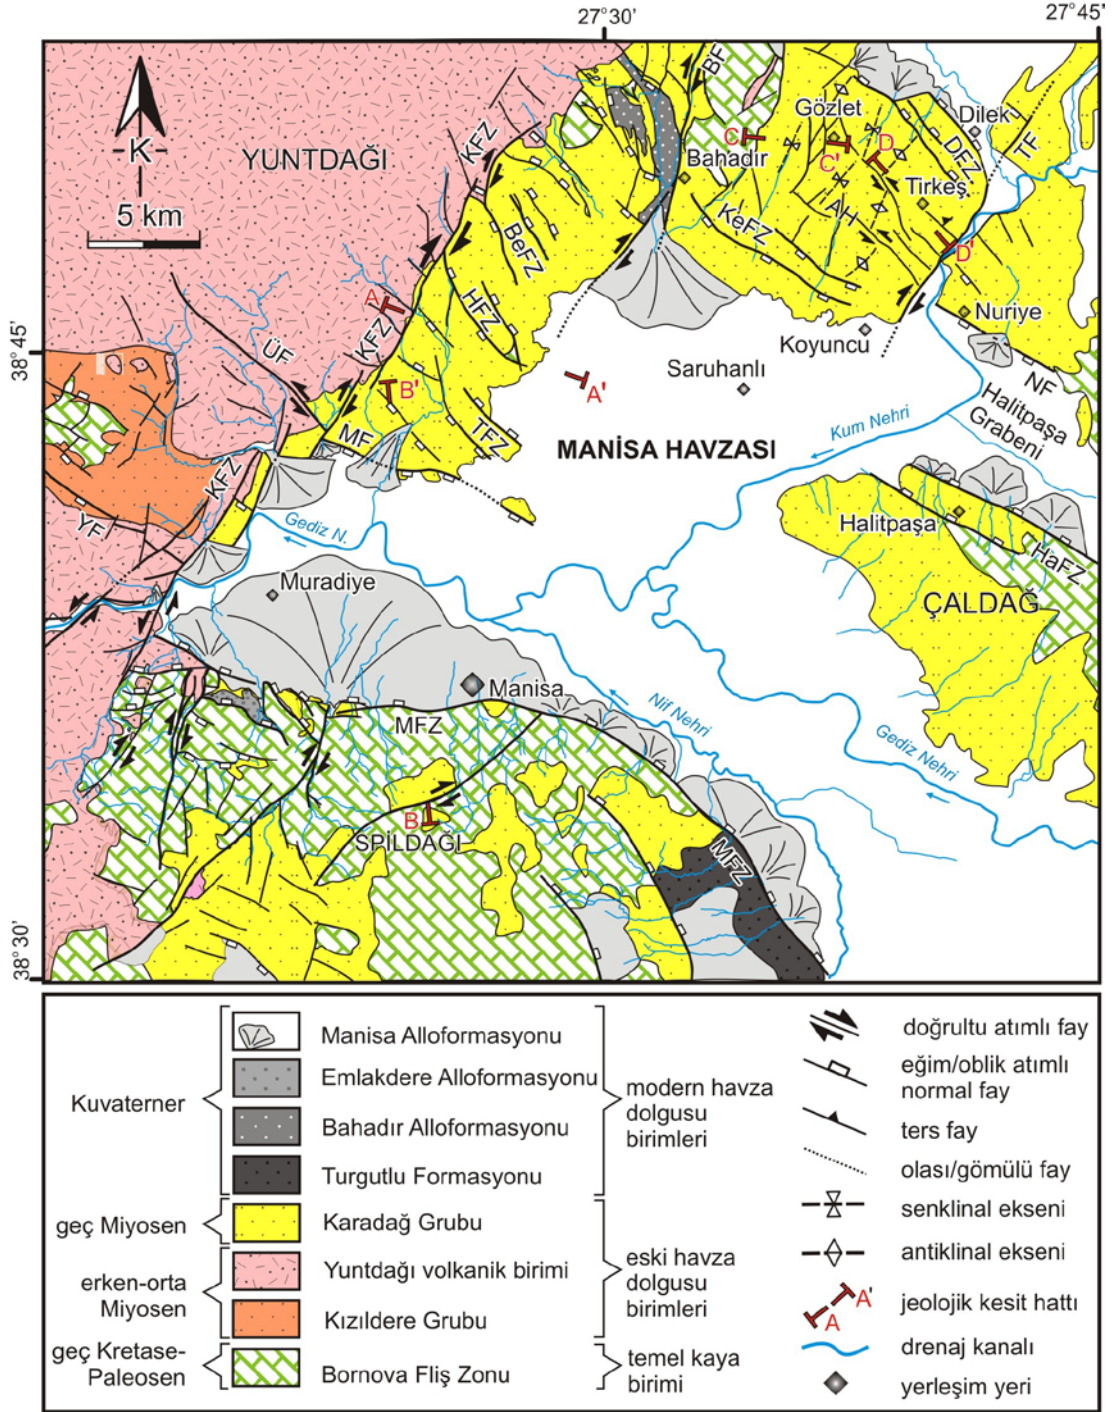 27°30'
27°45'
K
5 km
YUNTDAĞI
KFZ
BF
Gözlet
Dilek
C
C'
D
DFZ
TF
Bahadır
Tirkeş
AH
BeFZ
KeFZ
D'
A
HFZ
Nuriye
KFZ
Koyuncu
38°45'
ÜF
Saruhanlı
B'
A'
NF
Halitpaşa
Grabeni
MF
TFZ
MANİSA HAVZASI
Kum Nehri
KFZ
YF
Gediz N.
Halitpaşa
HaFZ
Muradiye
ÇALDAĞ
Manisa
MFZ
Nif Nehri
Gediz Nehri
B
SPİLDAĞI
MFZ
38°30'
Kuvaterner
Manisa Alloformasyonu
Emlakdere Alloformasyonu
Bahadır Alloformasyonu
Turgutlu Formasyonu
modern havza
dolgusu
birimleri
geç Miyosen
Karadağ Grubu
erken-orta
Miyosen
Yuntdağı volkanik birimi
Kızıldere Grubu
eski havza
dolgusu
birimleri
geç Kretase-
Paleosen
Bornova Fliş Zonu
temel kaya
birimi
doğrultu atımlı fay
eğim/oblik atımlı
normal fay
ters fay
olası/gömülü fay
senklinal ekseni
antiklinal ekseni
A
A'
jeolojik kesit hattı
drenaj kanalı
yerleşim yeri